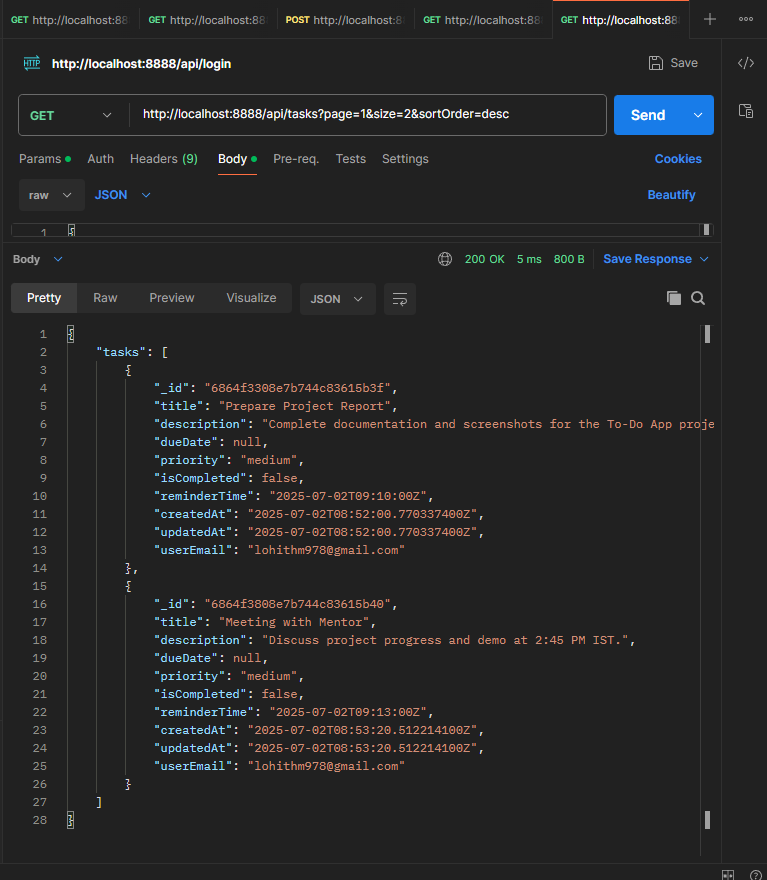 GET http://localhost:888 GET http://localhost:888 POST http://localhost:88 GET http://localhost:888 GET http://localhost:88
HTTP http://localhost:8888/api/login Save
GET http://localhost:8888/api/tasks?page=1&size=2&sortOrder=desc Send
Params Auth Headers (9) Body Pre-req. Tests Settings Cookies
raw JSON Beautify
1 {
Body 200 OK 5 ms 800 B Save Response
Pretty Raw Preview Visualize JSON
1 {
2 "tasks": [
3 {
4 "_id": "6864f3308e7b744c83615b3f",
5 "title": "Prepare Project Report",
6 "description": "Complete documentation and screenshots for the To-Do App proje
7 "dueDate": null,
8 "priority": "medium",
9 "isCompleted": false,
10 "reminderTime": "2025-07-02T09:10:00Z",
11 "createdAt": "2025-07-02T08:52:00.770337400Z",
12 "updatedAt": "2025-07-02T08:52:00.770337400Z",
13 "userEmail": "lohithm978@gmail.com"
14 },
15 {
16 "_id": "6864f3808e7b744c83615b40",
17 "title": "Meeting with Mentor",
18 "description": "Discuss project progress and demo at 2:45 PM IST.",
19 "dueDate": null,
20 "priority": "medium",
21 "isCompleted": false,
22 "reminderTime": "2025-07-02T09:13:00Z",
23 "createdAt": "2025-07-02T08:53:20.512214100Z",
24 "updatedAt": "2025-07-02T08:53:20.512214100Z",
25 "userEmail": "lohithm978@gmail.com"
26 }
27 ]
28 }